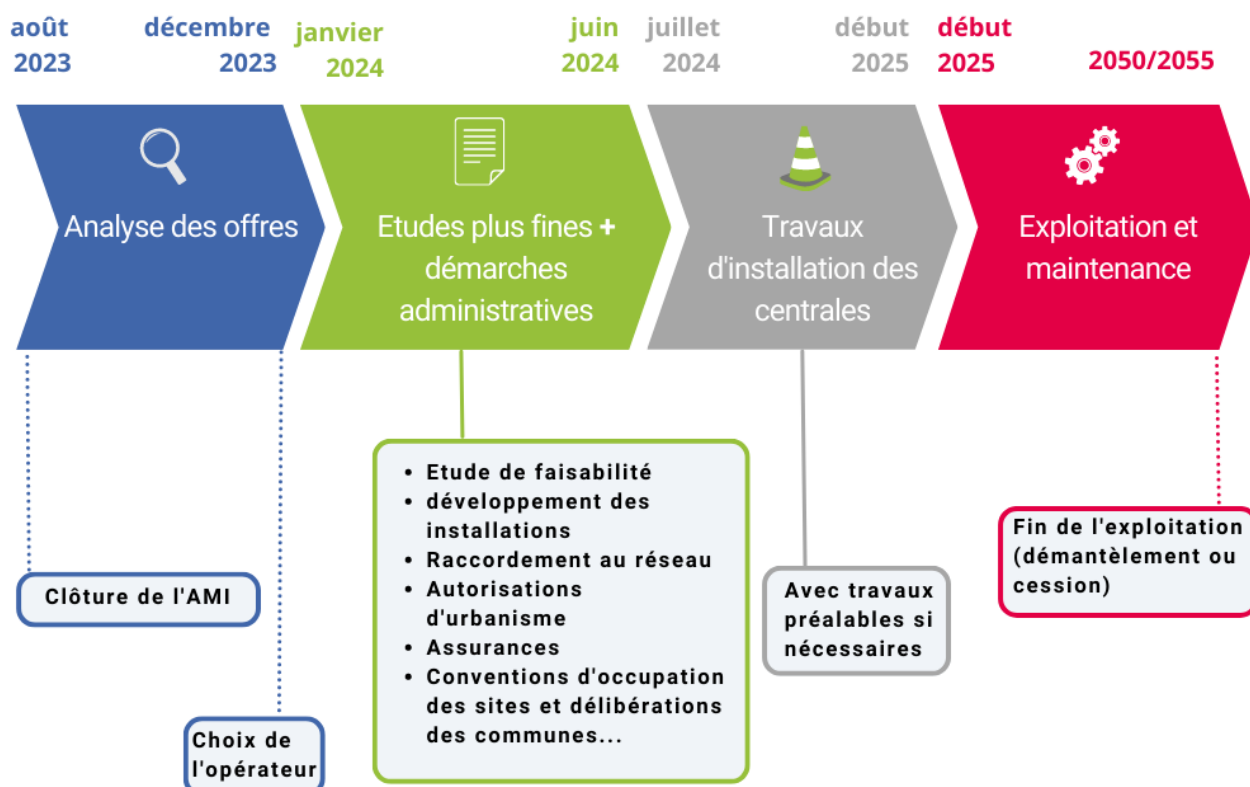 août
2023
décembre
2023
janvier
2024
juin
2024
juillet
2024
début
2025
début
2025
2050/2055
Analyse des offres
Etudes plus fines +
démarches
administratives
Travaux
d'installation des
centrales
Exploitation et
maintenance
Clôture de l'AMI
Choix de
l'opérateur
• Etude de faisabilité
• développement des
installations
• Raccordement au réseau
• Autorisations
d'urbanisme
• Assurances
• Conventions d'occupation
des sites et délibérations
des communes...
Avec travaux
préalables si
nécessaires
Fin de l'exploitation
(démantèlement ou
cession)